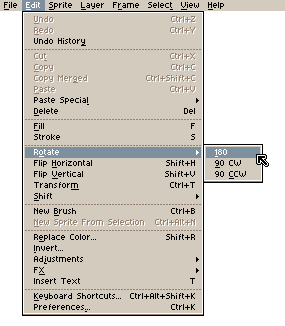 File Edit Sprite Layer Frame Select View Help
Undo Ctrl+Z
Redo Ctrl+Y
Undo History
Cut Ctrl+X
Copy Ctrl+C
Copy Merged Ctrl+Shift+C
Paste Ctrl+V
Paste Special
Delete Del
Fill F
Stroke S
Rotate 180
Flip Horizontal Shift+H 90 CW
Flip Vertical Shift+V 90 CCW
Transform Ctrl+T
Shift
New Brush Ctrl+B
New Sprite From Selection Ctrl+Alt+N
Replace Color... Shift+R
Invert...
Adjustments
FX
Insert Text T
Keyboard Shortcuts... Ctrl+Alt+Shift+K
Preferences... Ctrl+K